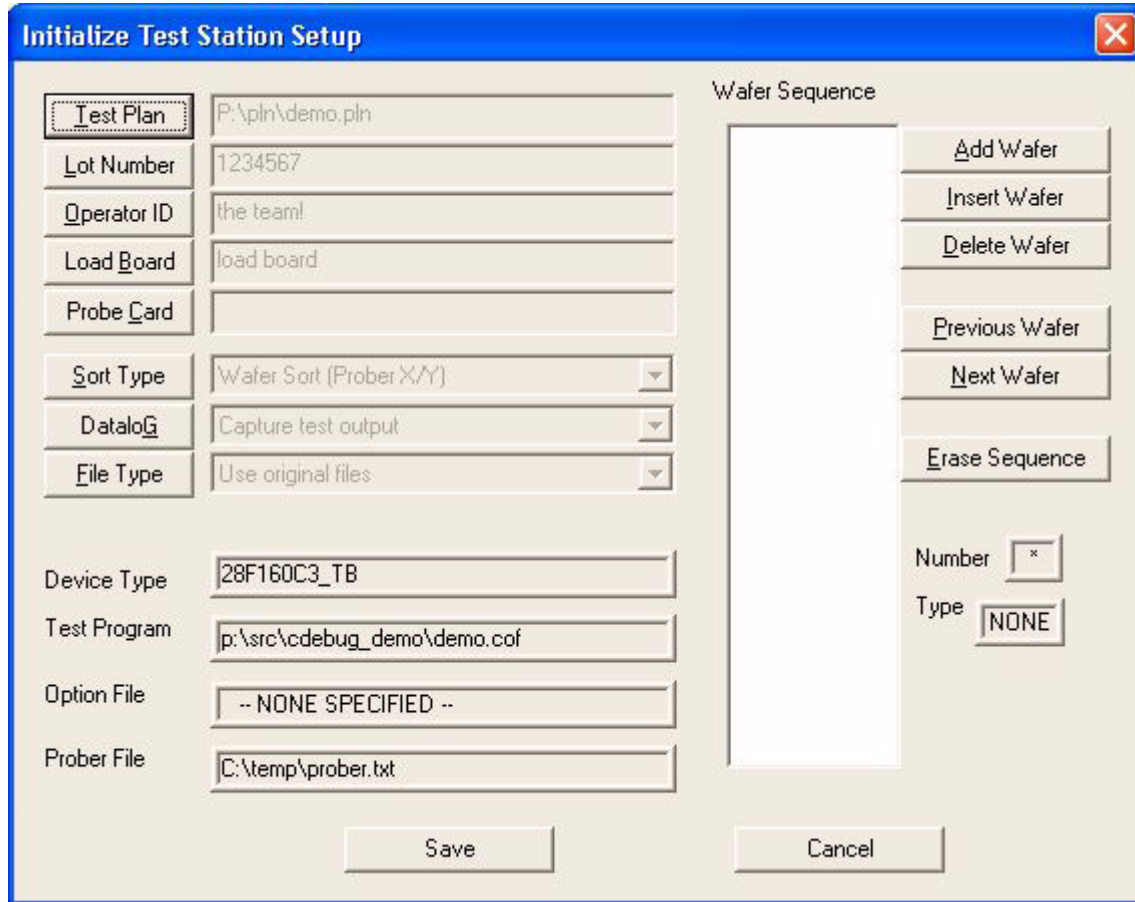 Initialize Test Station Setup
Test Plan P:\pln\demo.pln
Lot Number 1234567
Operator ID the team!
Load Board load board
Probe Card
Sort Type Wafer Sort (Prober X/Y)
DataloG Capture test output
File Type Use original files
Device Type 28F160C3_TB
Test Program p:\src\cdebug_demo\demo.cof
Option File -- NONE SPECIFIED --
Prober File C:\temp\prober.txt
Wafer Sequence
Add Wafer
Insert Wafer
Delete Wafer
Previous Wafer
Next Wafer
Erase Sequence
Number *
Type NONE
Save Cancel